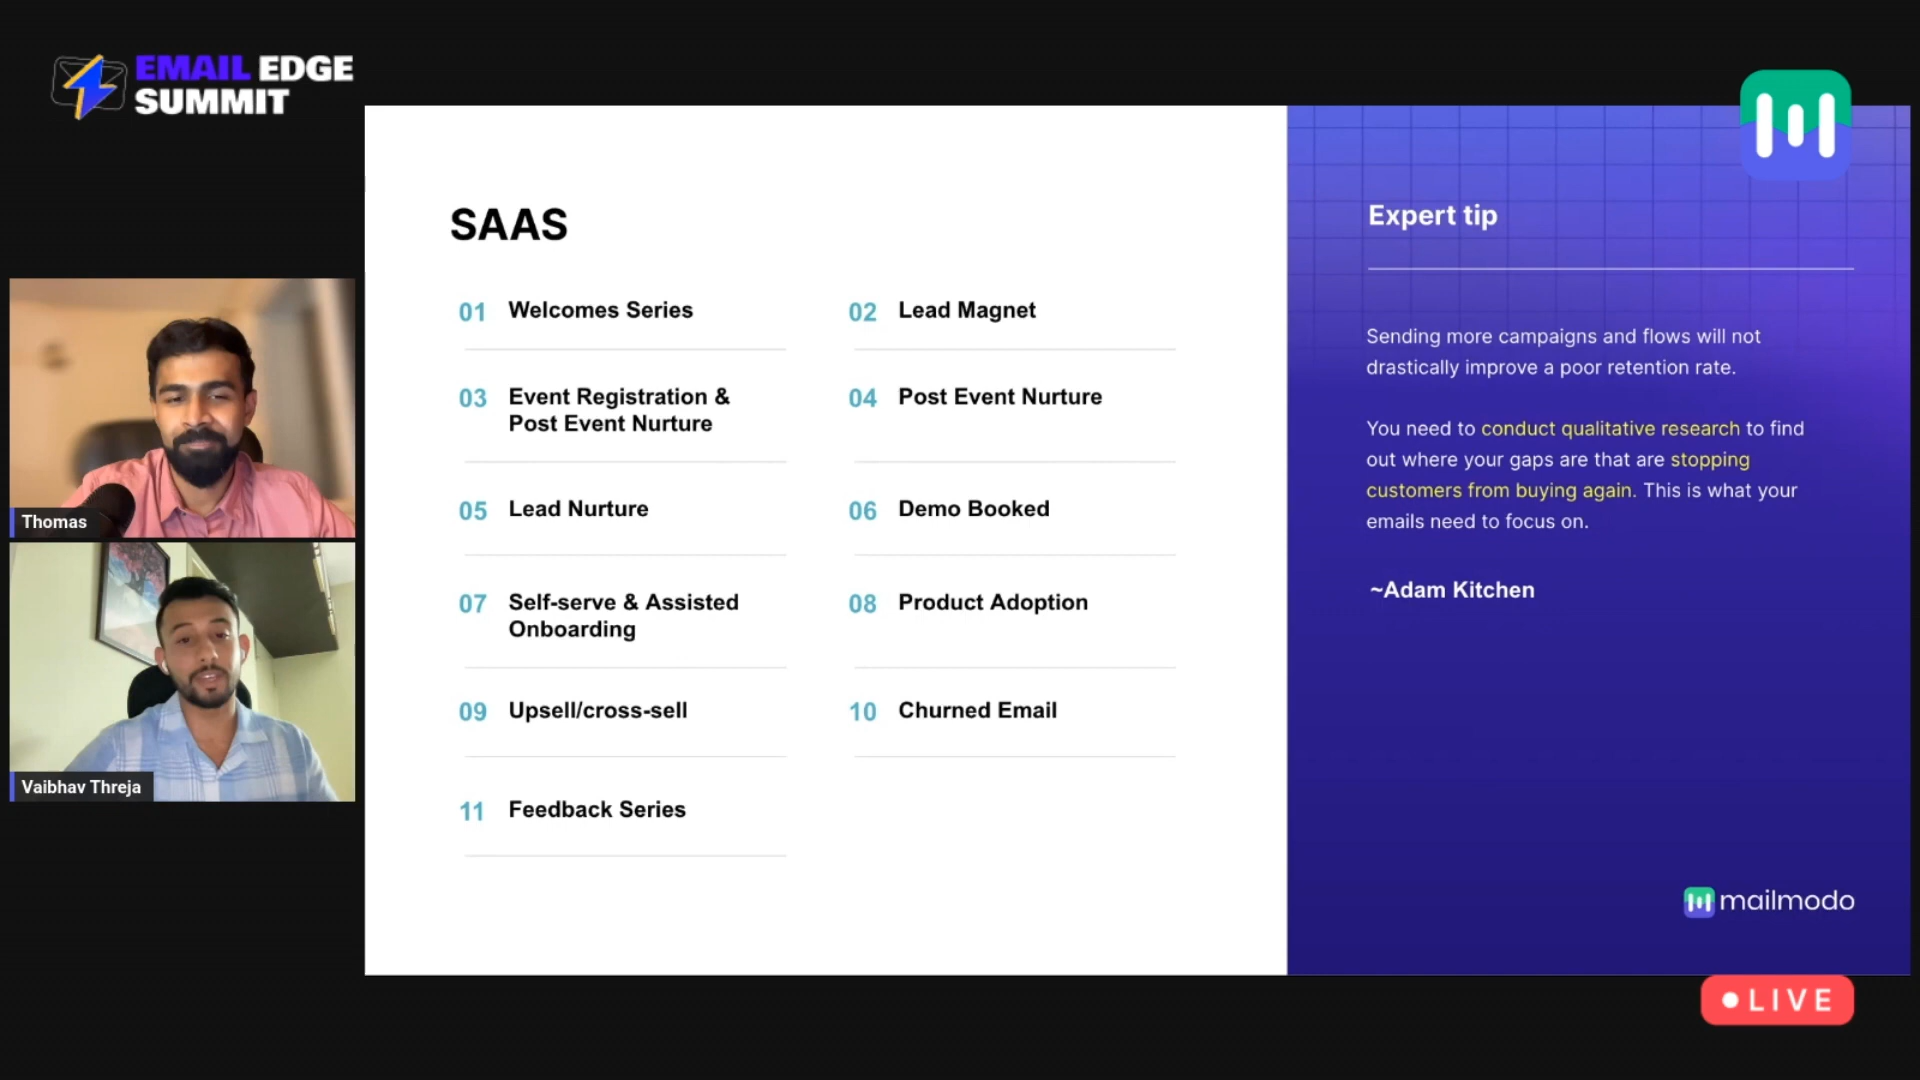 EMAIL EDGE
SUMMIT
SAAS
01 Welcomes Series
02 Lead Magnet
03 Event Registration &
Post Event Nurture
04 Post Event Nurture
05 Lead Nurture
06 Demo Booked
07 Self-serve & Assisted
Onboarding
08 Product Adoption
09 Upsell/cross-sell
10 Churned Email
11 Feedback Series
Expert tip
Sending more campaigns and flows will not
drastically improve a poor retention rate.
You need to conduct qualitative research to find
out where your gaps are that are stopping
customers from buying again. This is what your
emails need to focus on.
~Adam Kitchen
mailmodo
LIVE
Thomas
Vaibhav Threja